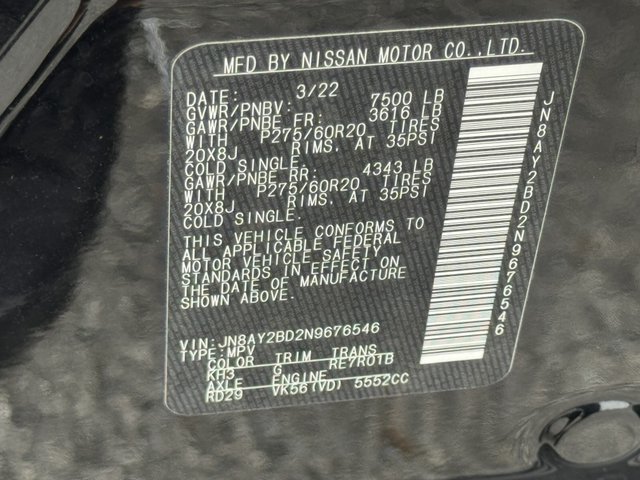 MFD BY NISSAN MOTOR CO.,LTD.
DATE: 3/22
GVWR/PNBV: 7500 LB
GAWR/PNBE FR: 3616 LB
WITH P275/60R20 TIRES
20X8J RIMS, AT 35PSI
COLD SINGLE.
GAWR/PNBE RR: 4343 LB
WITH P275/60R20 TIRES
20X8J RIMS, AT 35PSI
COLD SINGLE.
THIS VEHICLE CONFORMS TO
ALL APPLICABLE FEDERAL
MOTOR VEHICLE SAFETY
STANDARDS IN EFFECT ON
THE DATE OF MANUFACTURE
SHOWN ABOVE.
VIN:JN8AY2BD2N9676546
TYPE:MPV
COLOR TRIM TRANS
KH3 G RE7R01B
AXLE ENGINE
RD29 VK56(VD) 5552CC
JN8AY2BD2N9676546